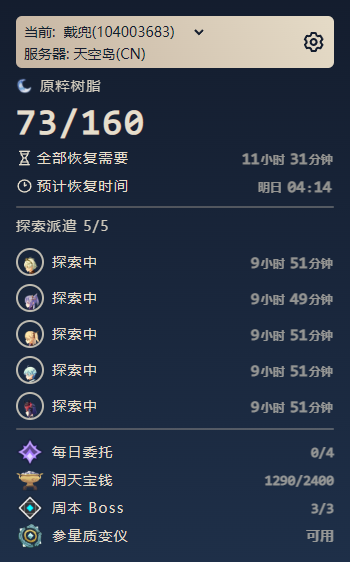 当前: 戴兜(104003683)
服务器: 天空岛(CN)
原粹树脂
73/160
全部恢复需要 11小时 31分钟
预计恢复时间 明日 04:14
探索派遣 5/5
探索中 9小时 51分钟
探索中 9小时 49分钟
探索中 9小时 51分钟
探索中 9小时 51分钟
探索中 9小时 51分钟
每日委托 0/4
洞天宝钱 1290/2400
周本 Boss 3/3
参量质变仪 可用